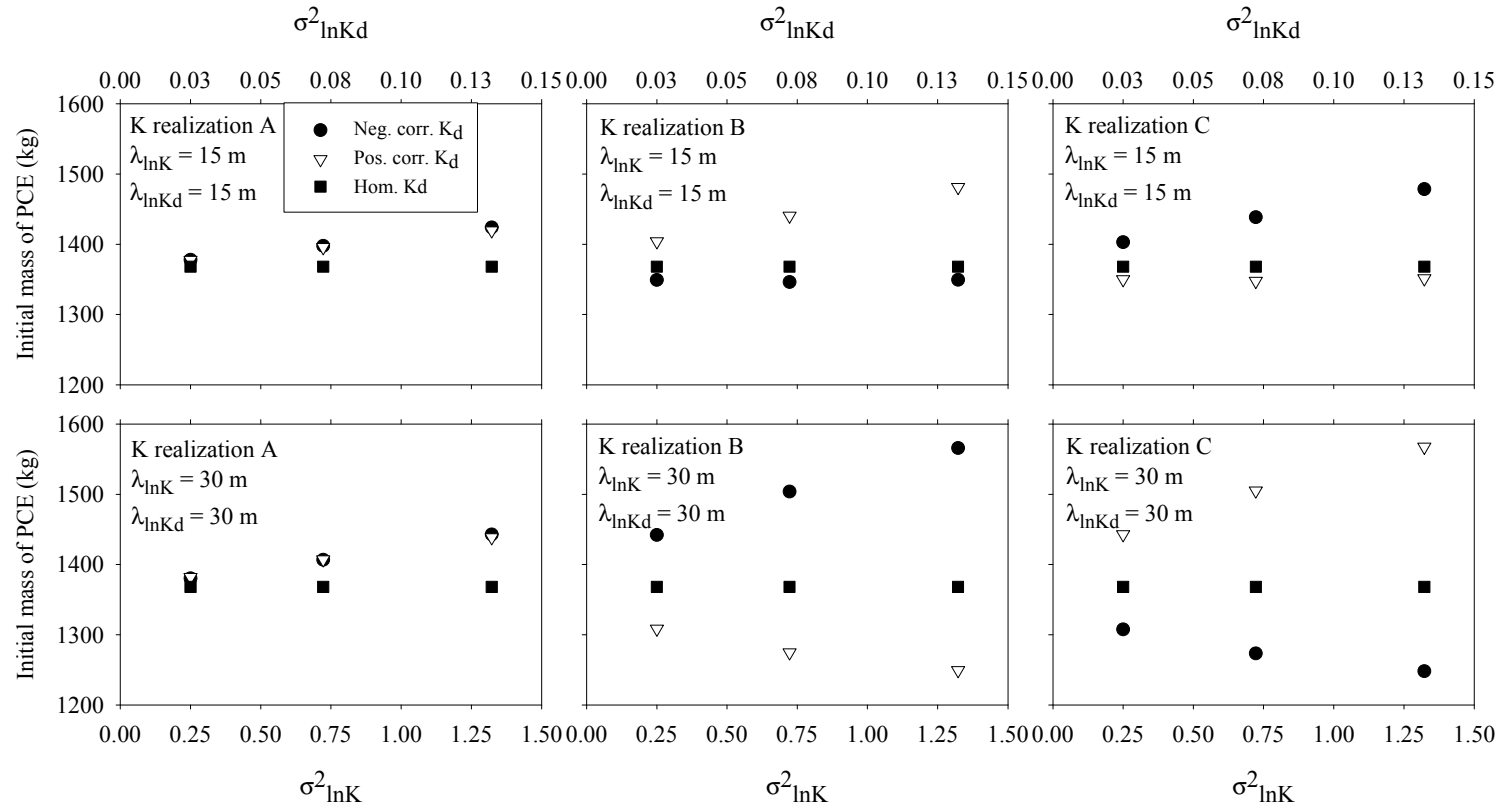 σ²lnKd σ²lnKd σ²lnKd
0.00 0.03 0.05 0.08 0.10 0.13 0.15 0.00 0.03 0.05 0.08 0.10 0.13 0.15 0.00 0.03 0.05 0.08 0.10 0.13 0.15
Initial mass of PCE (kg)
1600
1500
1400
1300
1200
K realization A
λlnK = 15 m
λlnKd = 15 m
Neg. corr. Kd
Pos. corr. Kd
Hom. Kd
K realization B
λlnK = 15 m
λlnKd = 15 m
K realization C
λlnK = 15 m
λlnKd = 15 m
Initial mass of PCE (kg)
1600
1500
1400
1300
1200
K realization A
λlnK = 30 m
λlnKd = 30 m
K realization B
λlnK = 30 m
λlnKd = 30 m
K realization C
λlnK = 30 m
λlnKd = 30 m
0.00 0.25 0.50 0.75 1.00 1.25 1.50 0.00 0.25 0.50 0.75 1.00 1.25 1.50 0.00 0.25 0.50 0.75 1.00 1.25 1.50
σ²lnK σ²lnK σ²lnK